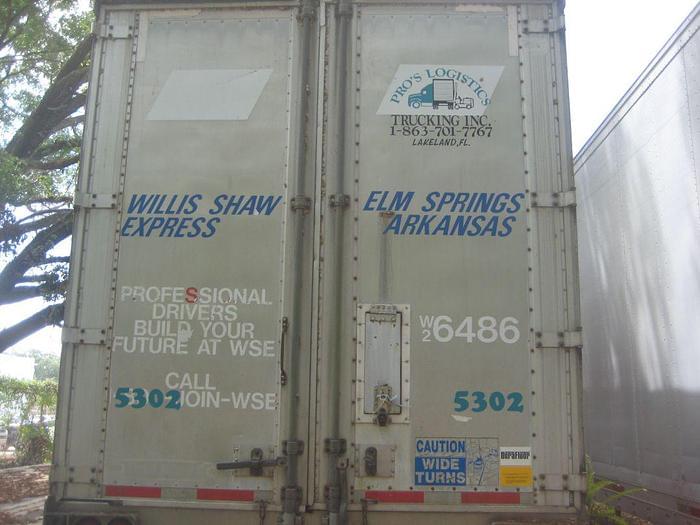 PRO'S LOGISTICS
TRUCKING INC.
1-863-701-7767
LAKELAND, FL.
WILLIS SHAW
EXPRESS
ELM SPRINGS
ARKANSAS
PROFESSIONAL
DRIVERS
BUILD YOUR
FUTURE AT WSE
CALL
JOIN-WSE
5302
W2 6486
5302
CAUTION
WIDE
TURNS